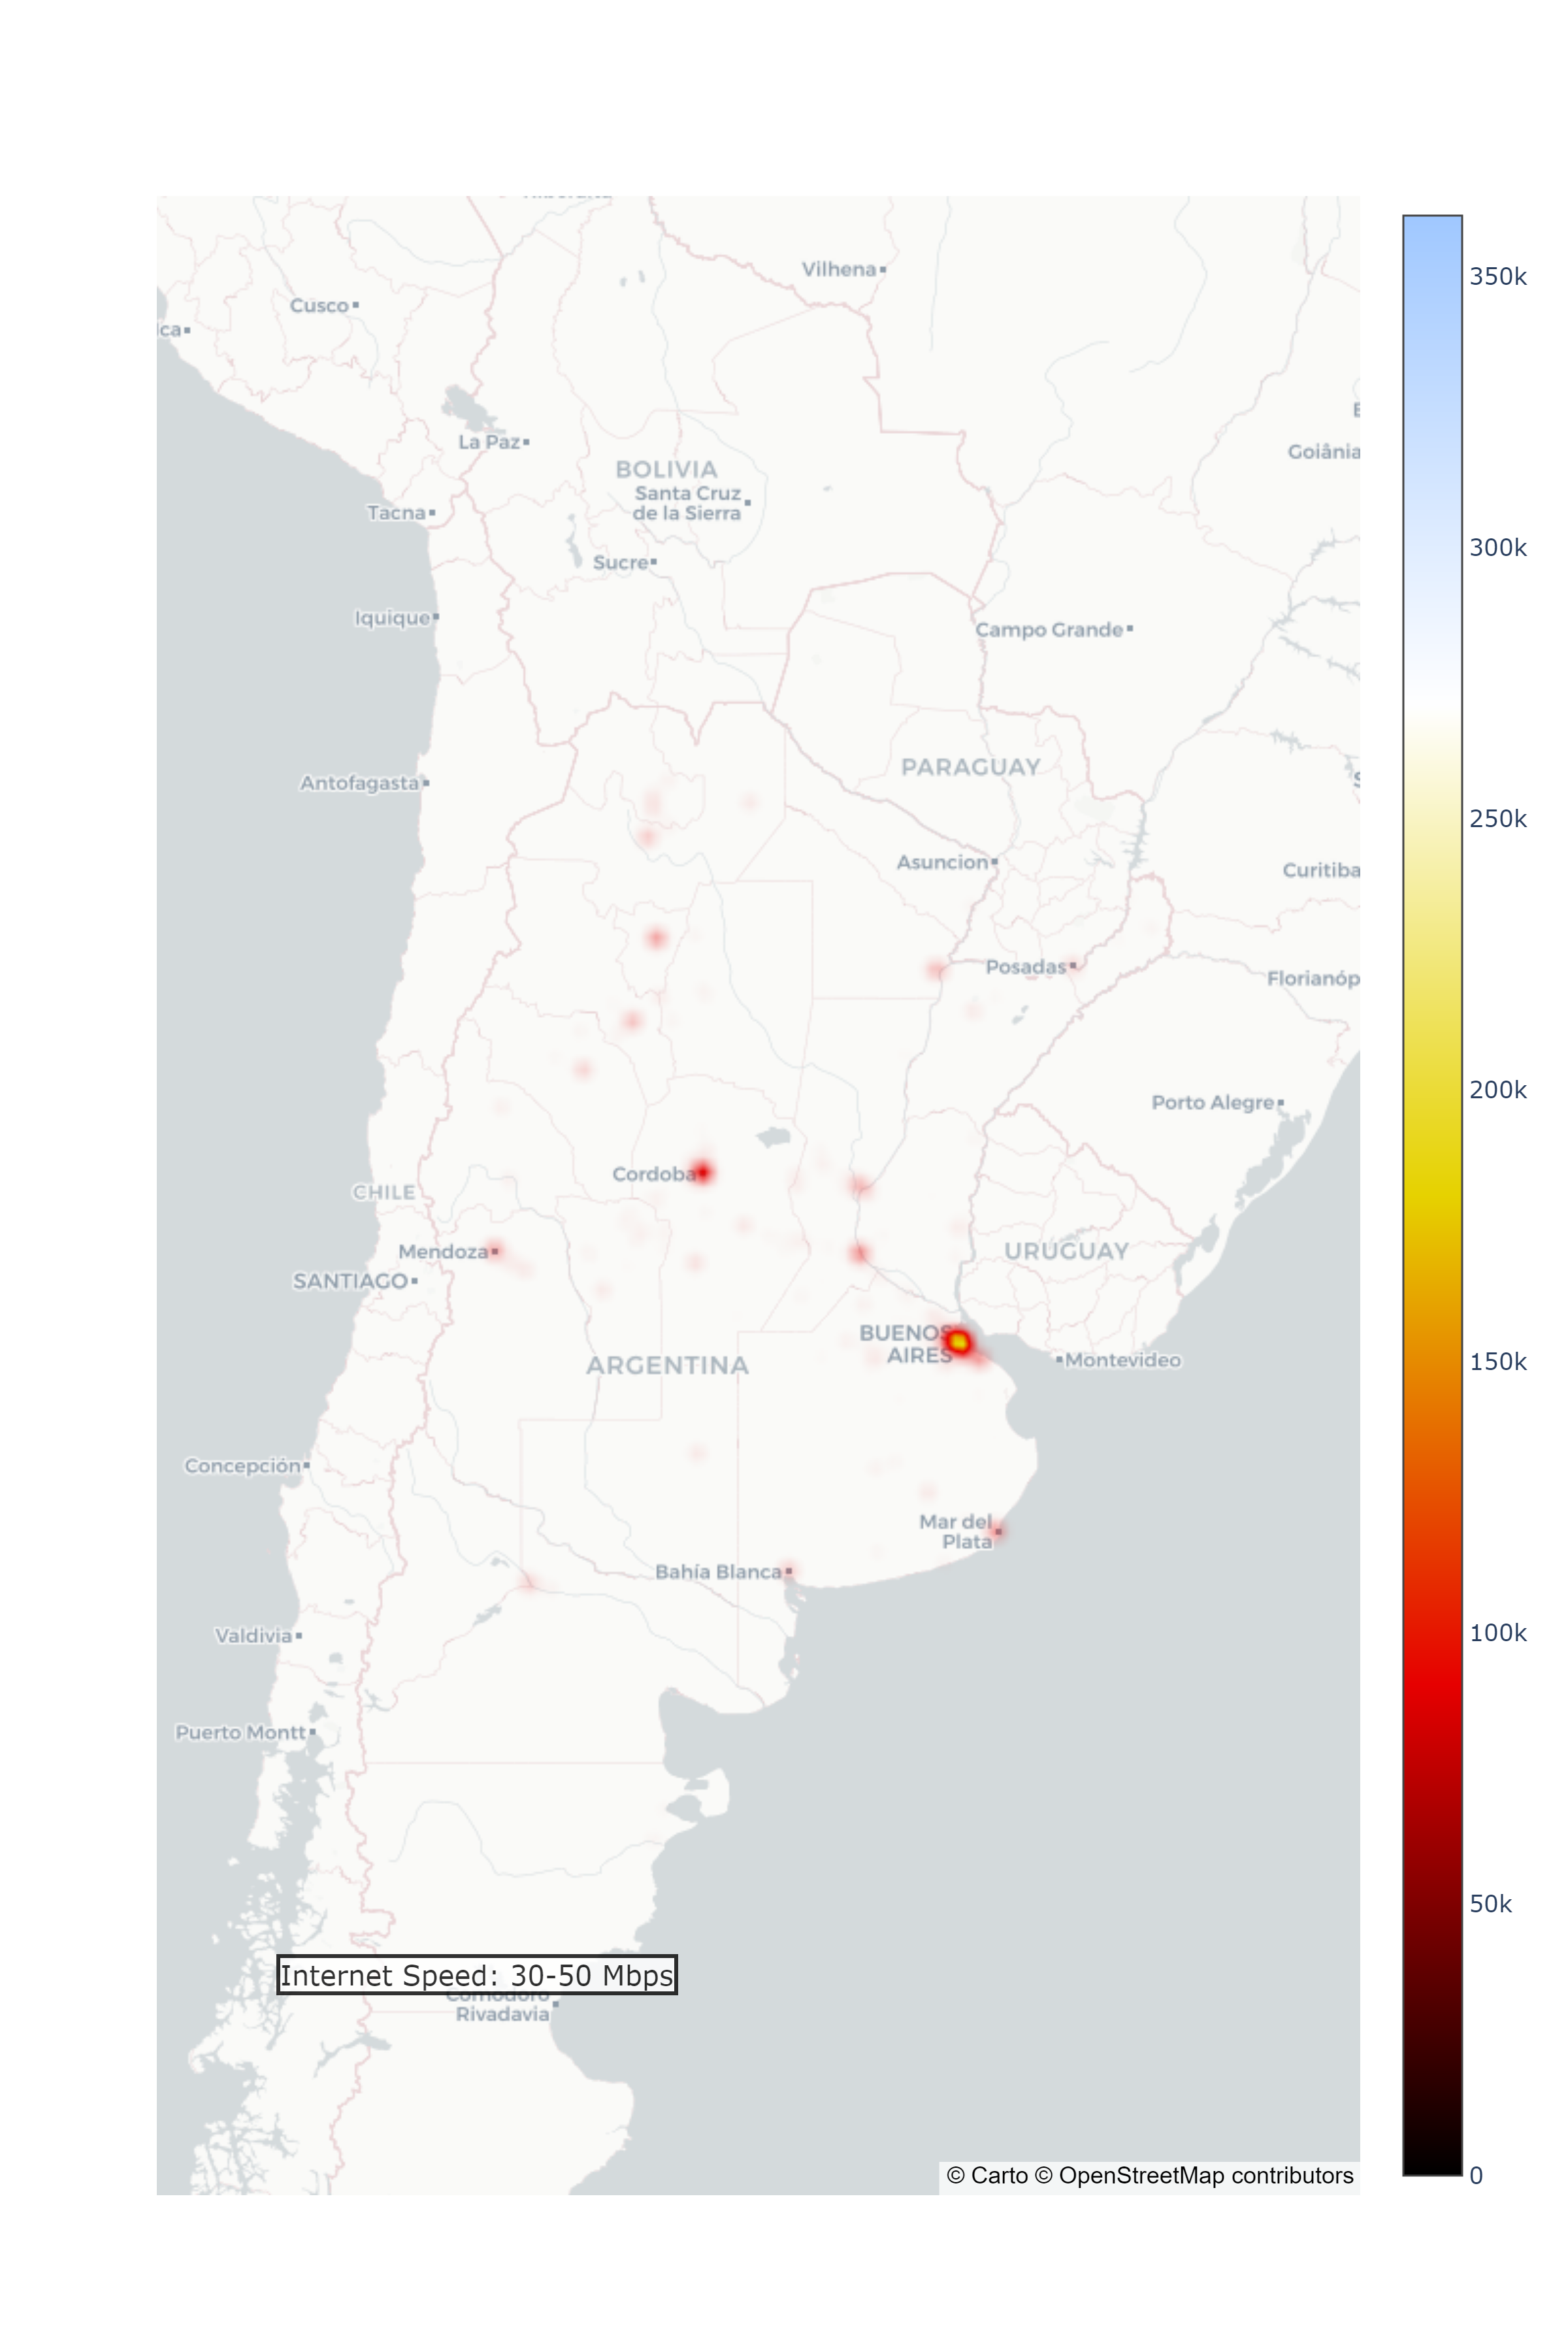 Vilhena
Cusco
ica
La Paz
BOLIVIA
Santa Cruz
de la Sierra
Goiânia
Tacna
Sucre
Iquique
Campo Grande
Antofagasta
PARAGUAY
Asuncion
Curitiba
Posadas
Florianóp
Porto Alegre
Cordoba
CHILE
Mendoza
URUGUAY
SANTIAGO
BUENOS
AIRES
Montevideo
ARGENTINA
Concepción
Mar del
Plata
Bahía Blanca
Valdivia
Puerto Montt
Internet Speed: 30-50 Mbps
Comodoro
Rivadavia
© Carto © OpenStreetMap contributors
350k
300k
250k
200k
150k
100k
50k
0